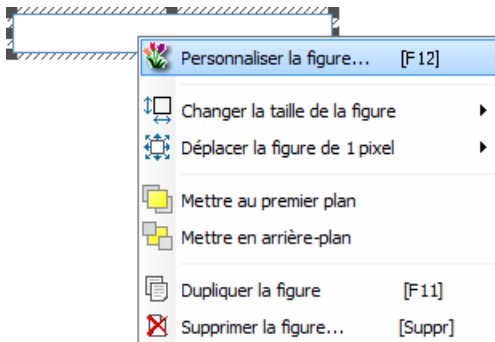 Personnaliser la figure... [F12]
Changer la taille de la figure
Déplacer la figure de 1 pixel
Mettre au premier plan
Mettre en arrière-plan
Dupliquer la figure [F11]
Supprimer la figure... [Suppr]